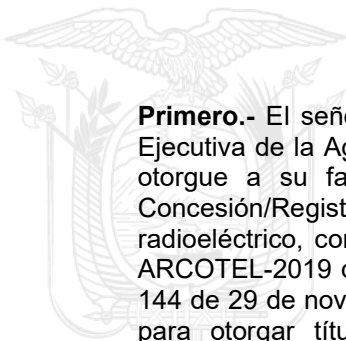 Primero.- El seño
Ejecutiva de la Ag
otorgue a su fa
Concesión/Regist
radioeléctrico, con
ARCOTEL-2019 d
144 de 29 de nov
para otorgar títu